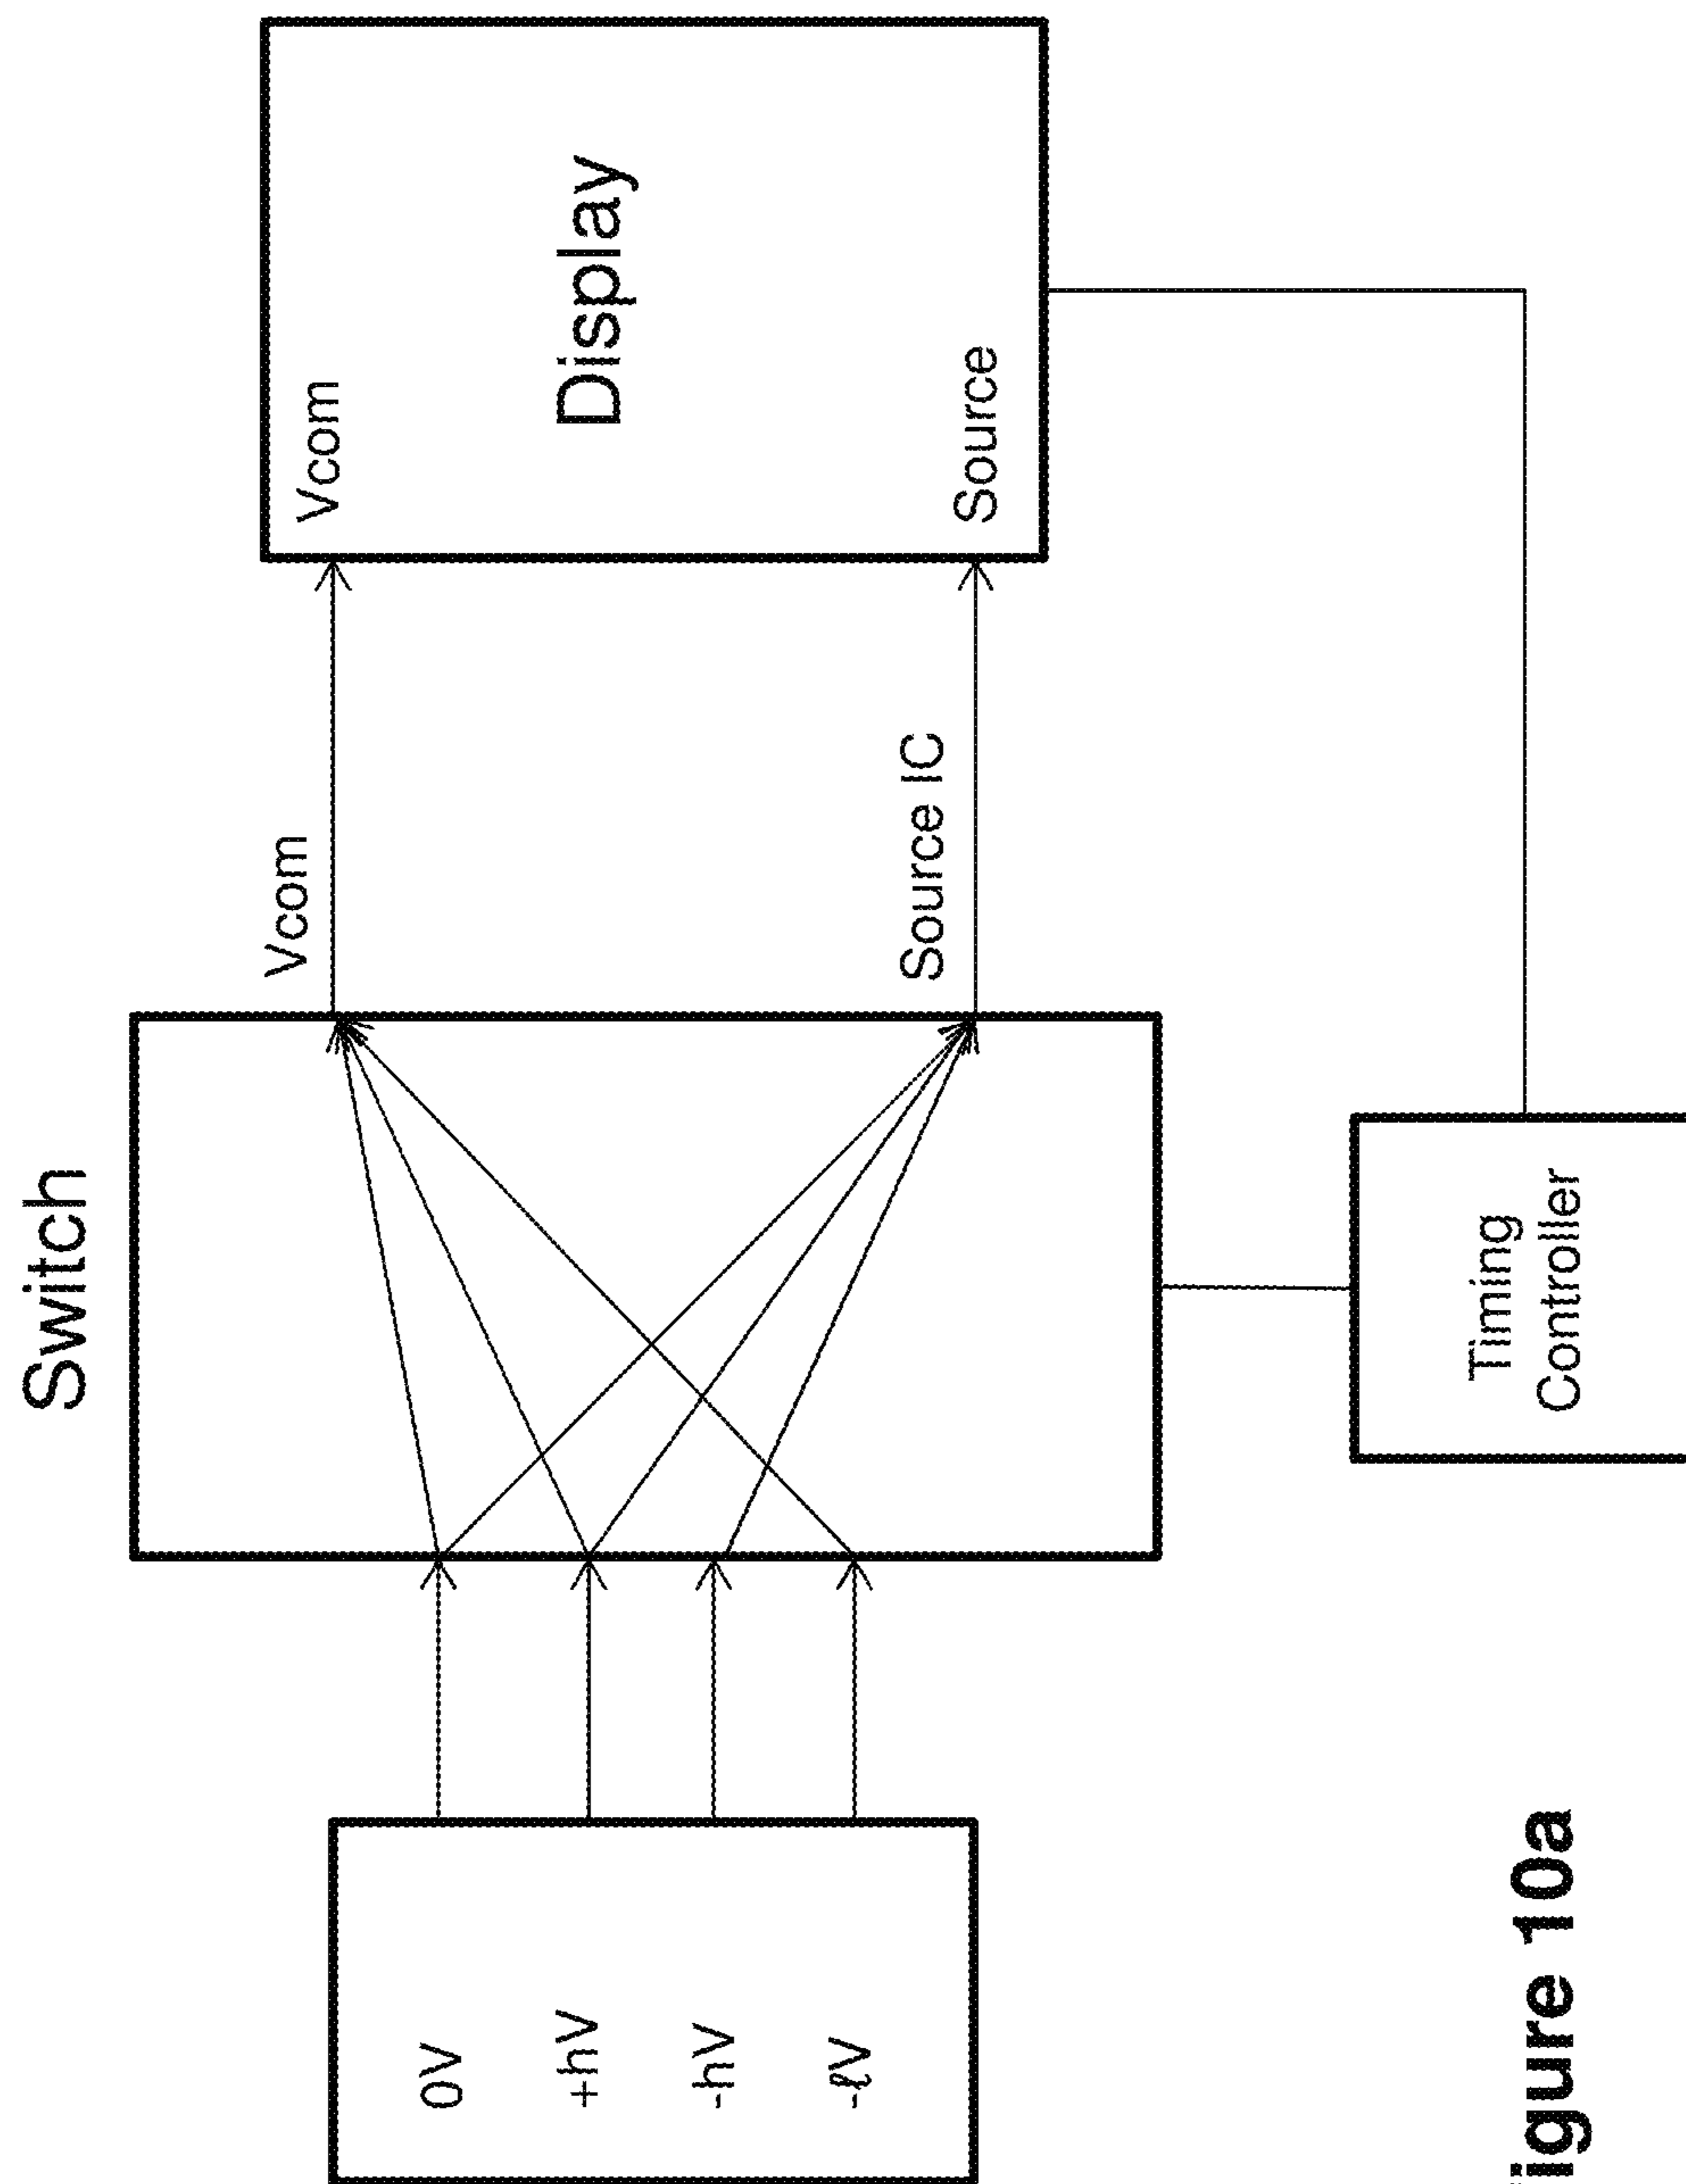 Switch
0V
+hV
-hV
-ℓV
Vcom
Source IC
Vcom
Display
Source
Timing
Controller
igure 10a